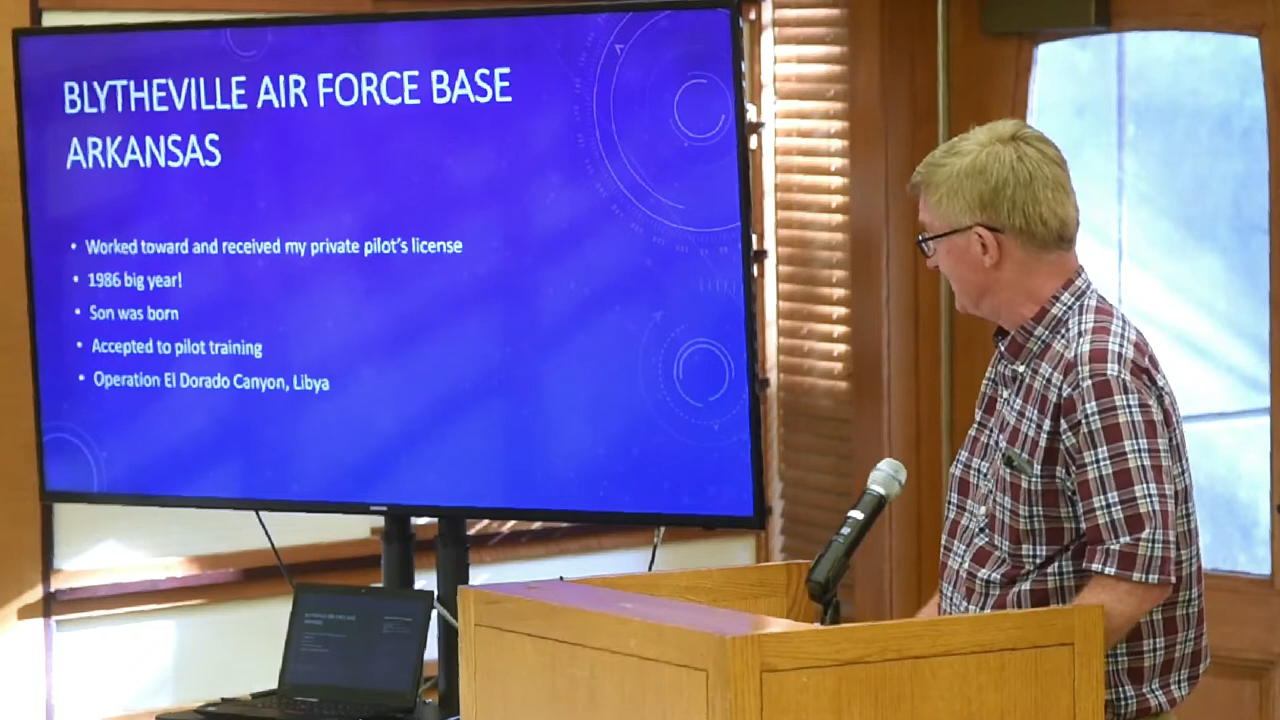 BLYTHEVILLE AIR FORCE BASE
ARKANSAS
• Worked toward and received my private pilot's license
• 1986 big year!
• Son was born
• Accepted to pilot training
• Operation El Dorado Canyon, Libya